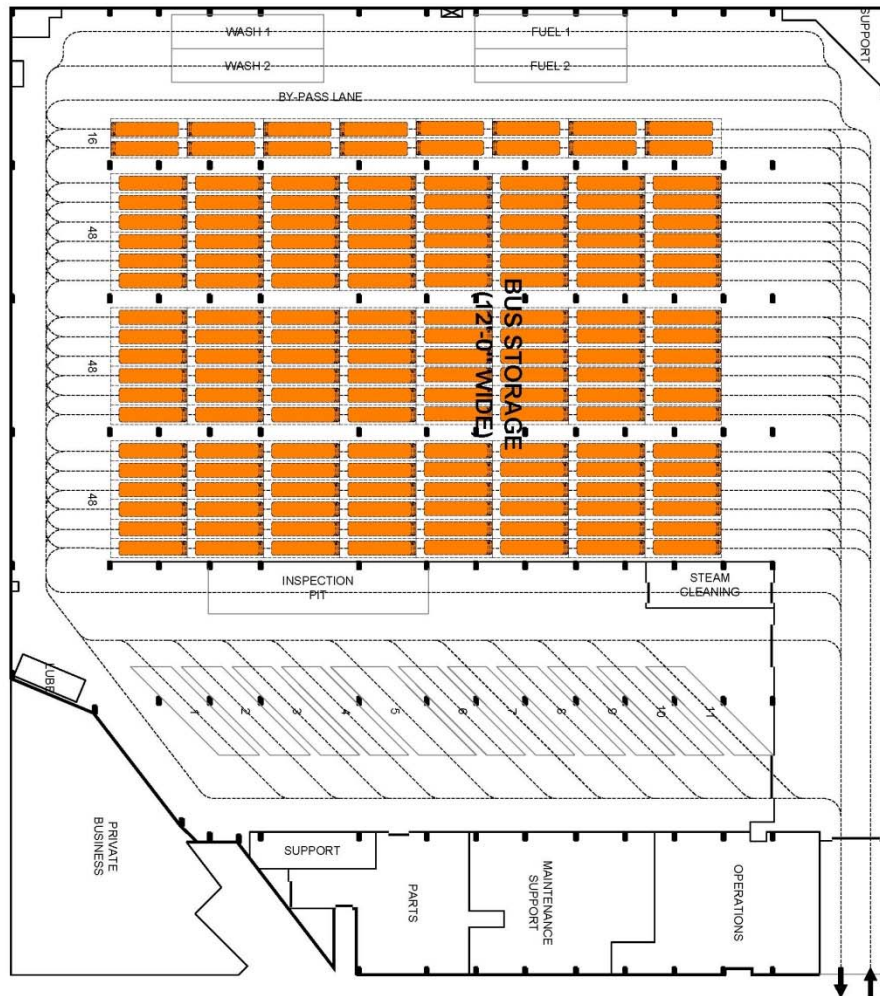 WASH 1
FUEL 1
SUPPORT
WASH 2
FUEL 2
BY-PASS LANE
16
48
BUS STORAGE
(12'-0" WIDE)
48
48
INSPECTION
PIT
STEAM
CLEANING
LUBE
1
2
3
4
5
6
7
8
9
10
11
PRIVATE
BUSINESS
SUPPORT
PARTS
MAINTENANCE
SUPPORT
OPERATIONS